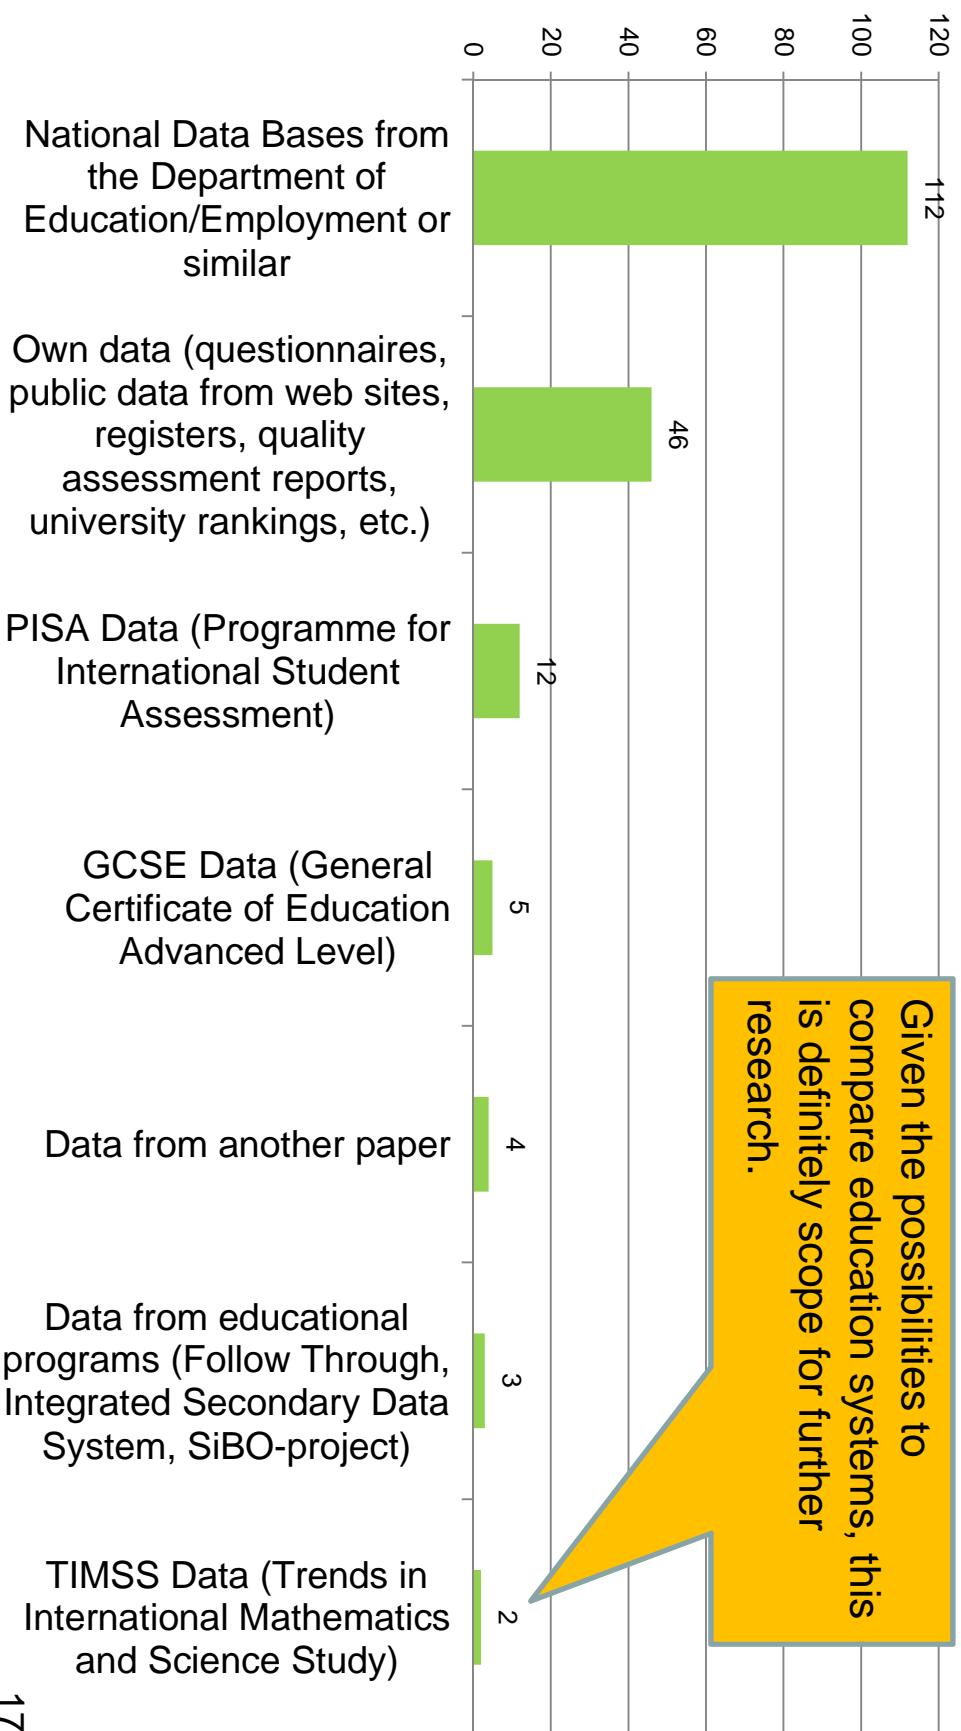 120
100
80
60
40
20
0
112
46
12
5
4
3
2
National Data Bases from
the Department of
Education/Employment or
similar
Own data (questionnaires,
public data from web sites,
registers, quality
assessment reports,
university rankings, etc.)
PISA Data (Programme for
International Student
Assessment)
GCSE Data (General
Certificate of Education
Advanced Level)
Data from another paper
Data from educational
programs (Follow Through,
Integrated Secondary Data
System, SiBO-project)
TIMSS Data (Trends in
International Mathematics
and Science Study)
Given the possibilities to
compare education systems, this
is definitely scope for further
research.
17